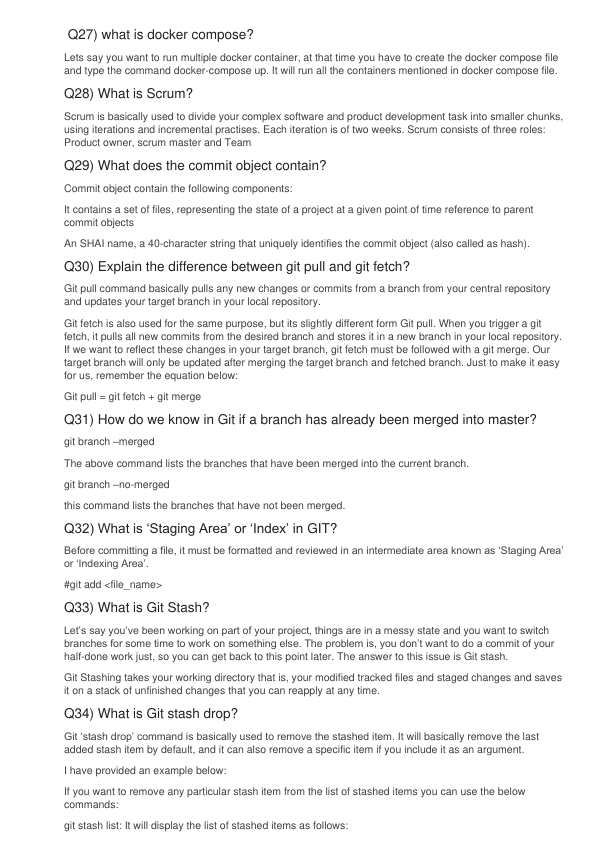 Q27) what is docker compose?
Lets say you want to run multiple docker container, at that time you have to create the docker compose file
and type the command docker-compose up. It will run all the containers mentioned in docker compose file.
Q28) What is Scrum?
Scrum is basically used to divide your complex software and product development task into smaller chunks,
using iterations and incremental practises. Each iteration is of two weeks. Scrum consists of three roles:
Product owner, scrum master and Team
Q29) What does the commit object contain?
Commit object contain the following components:
It contains a set of files, representing the state of a project at a given point of time reference to parent
commit objects
An SHAI name, a 40-character string that uniquely identifies the commit object (also called as hash).
Q30) Explain the difference between git pull and git fetch?
Git pull command basically pulls any new changes or commits from a branch from your central repository
and updates your target branch in your local repository.
Git fetch is also used for the same purpose, but its slightly different form Git pull. When you trigger a git
fetch, it pulls all new commits from the desired branch and stores it in a new branch in your local repository.
If we want to reflect these changes in your target branch, git fetch must be followed with a git merge. Our
target branch will only be updated after merging the target branch and fetched branch. Just to make it easy
for us, remember the equation below:
Git pull = git fetch + git merge
Q31) How do we know in Git if a branch has already been merged into master?
git branch –merged
The above command lists the branches that have been merged into the current branch.
git branch –no-merged
this command lists the branches that have not been merged.
Q32) What is ‘Staging Area’ or ‘Index’ in GIT?
Before committing a file, it must be formatted and reviewed in an intermediate area known as ‘Staging Area’
or ‘Indexing Area’.
#git add <file_name>
Q33) What is Git Stash?
Let’s say you’ve been working on part of your project, things are in a messy state and you want to switch
branches for some time to work on something else. The problem is, you don’t want to do a commit of your
half-done work just, so you can get back to this point later. The answer to this issue is Git stash.
Git Stashing takes your working directory that is, your modified tracked files and staged changes and saves
it on a stack of unfinished changes that you can reapply at any time.
Q34) What is Git stash drop?
Git ‘stash drop’ command is basically used to remove the stashed item. It will basically remove the last
added stash item by default, and it can also remove a specific item if you include it as an argument.
I have provided an example below:
If you want to remove any particular stash item from the list of stashed items you can use the below
commands:
git stash list: It will display the list of stashed items as follows: